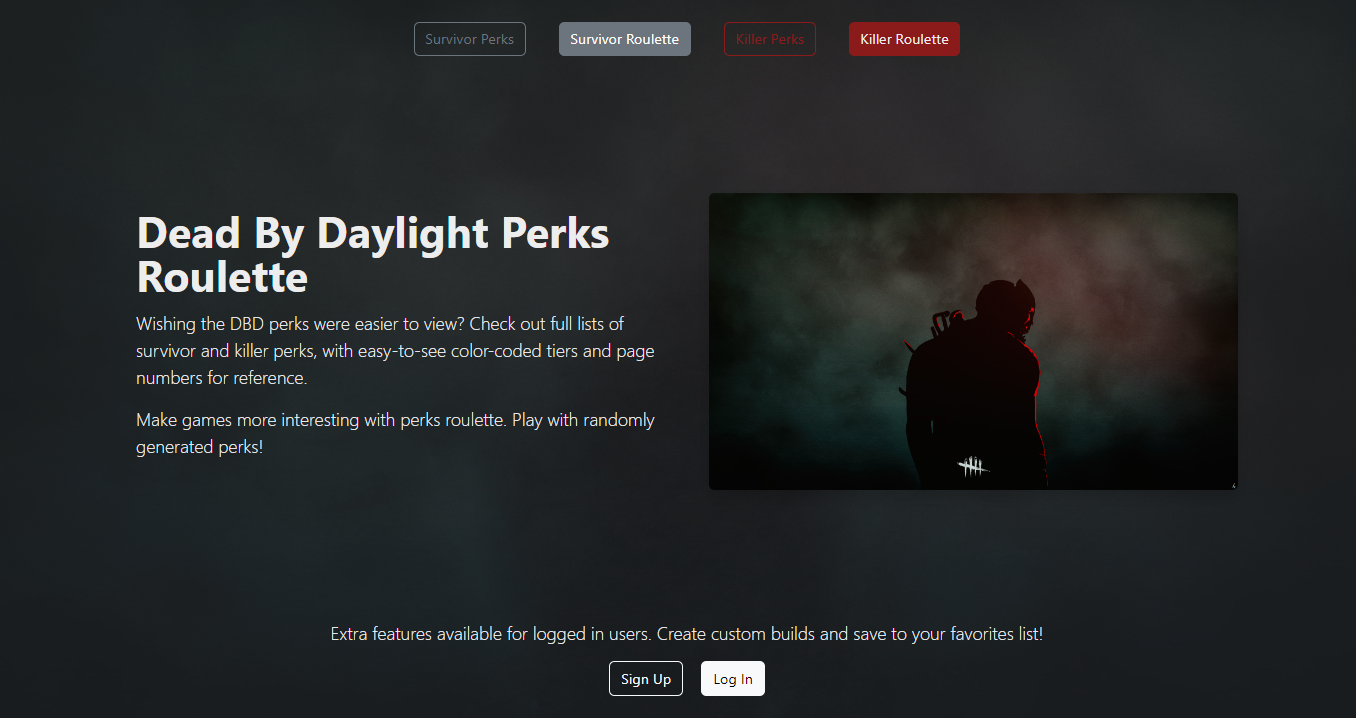 Survivor Perks Survivor Roulette Killer Perks Killer Roulette
Dead By Daylight Perks
Roulette
Wishing the DBD perks were easier to view? Check out full lists of
survivor and killer perks, with easy-to-see color-coded tiers and page
numbers for reference.
Make games more interesting with perks roulette. Play with randomly
generated perks!
Extra features available for logged in users. Create custom builds and save to your favorites list!
Sign Up Log In